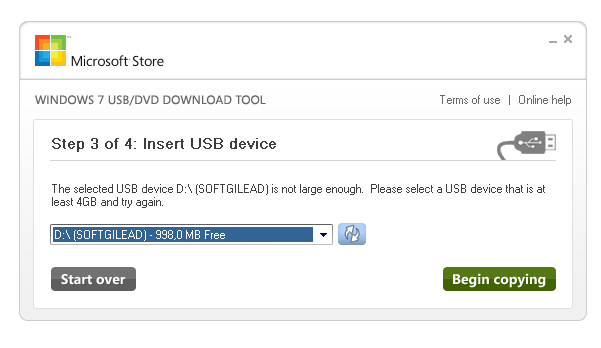 Microsoft Store
WINDOWS 7 USB/DVD DOWNLOAD TOOL
Terms of use | Online help
Step 3 of 4: Insert USB device
The selected USB device D:\ (SOFTGILEAD) is not large enough. Please select a USB device that is at
least 4GB and try again.
D:\ (SOFTGILEAD) - 998,0 MB Free
Start over
Begin copying